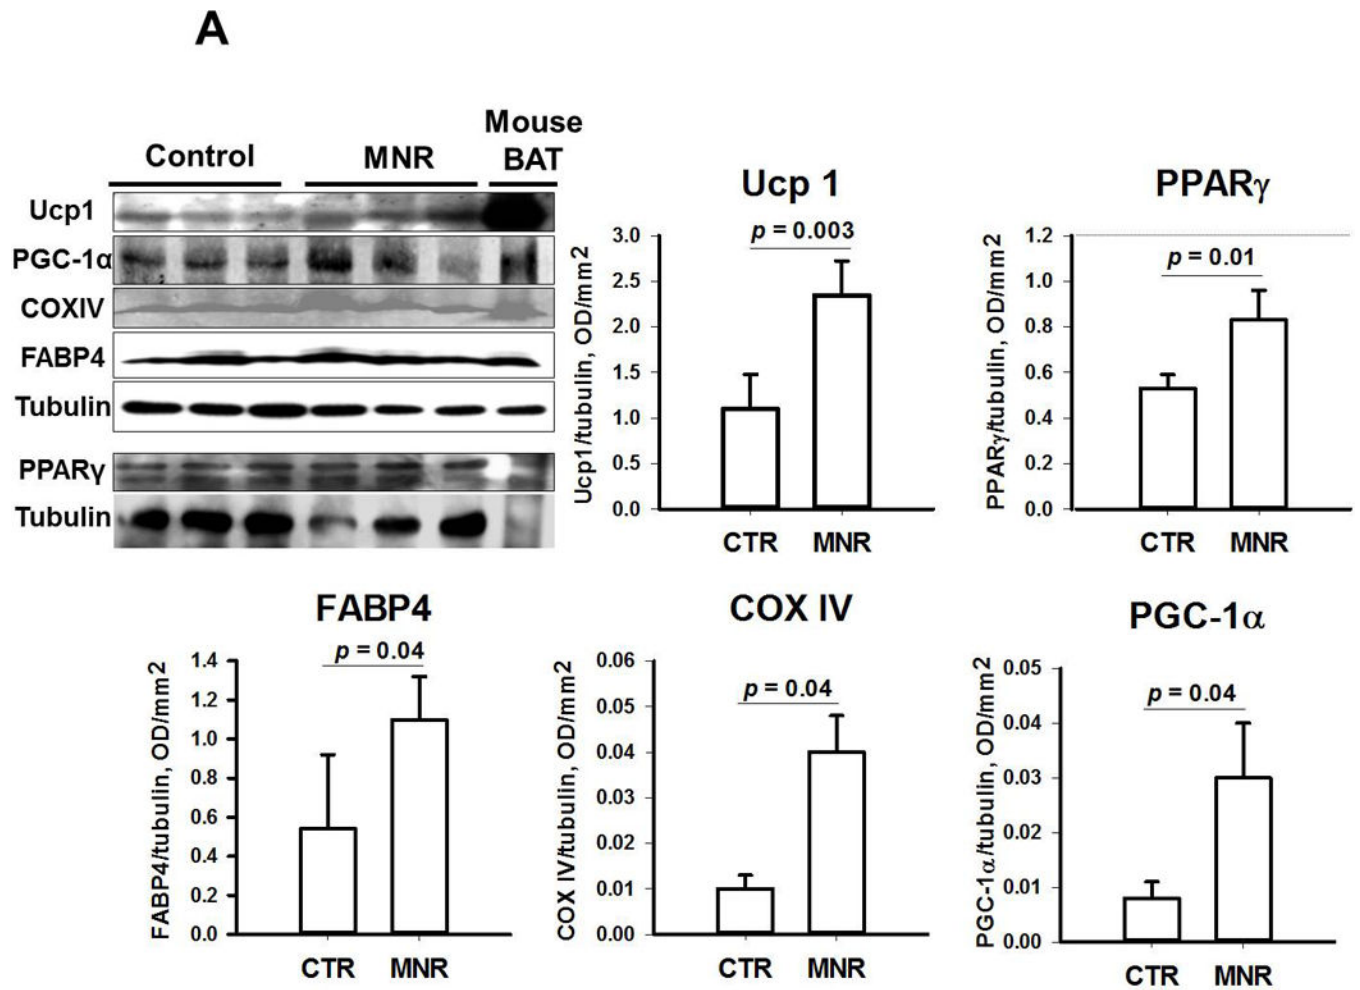 A
Mouse
Control MNR BAT
Ucp1
PGC-1α
COXIV
FABP4
Tubulin
PPARγ
Tubulin
Ucp 1
p = 0.003
Ucp1/tubulin, OD/mm2
3.0
2.5
2.0
1.5
1.0
0.5
0.0
CTR MNR
PPARγ
p = 0.01
PPARγ/tubulin, OD/mm2
1.2
1.0
0.8
0.6
0.4
0.2
0.0
CTR MNR
FABP4
p = 0.04
FABP4/tubulin, OD/mm2
1.4
1.2
1.0
0.8
0.6
0.4
0.2
0.0
CTR MNR
COX IV
p = 0.04
COX IV/tubulin, OD/mm2
0.06
0.05
0.04
0.03
0.02
0.01
0.00
CTR MNR
PGC-1α
p = 0.04
PGC-1α/tubulin, OD/mm2
0.05
0.04
0.03
0.02
0.01
0.00
CTR MNR